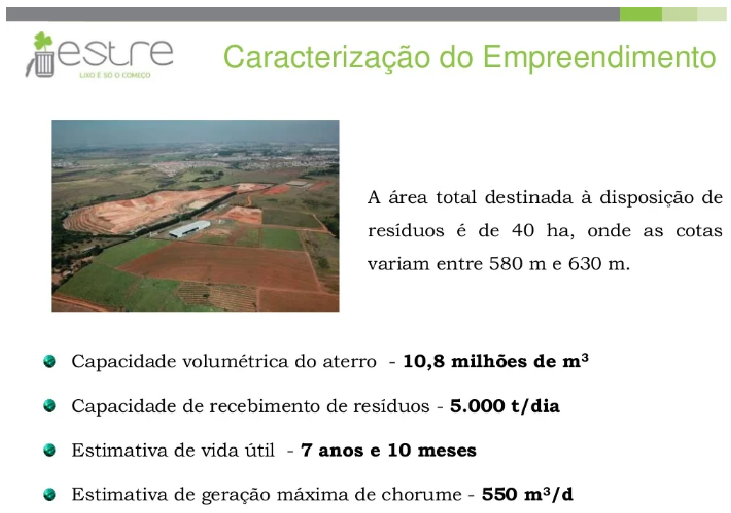 estre
LIXO É SÓ O COMEÇO
Caracterização do Empreendimento
A área total destinada à disposição de
resíduos é de 40 ha, onde as cotas
variam entre 580 m e 630 m.
Capacidade volumétrica do aterro - 10,8 milhões de m³
Capacidade de recebimento de resíduos - 5.000 t/dia
Estimativa de vida útil - 7 anos e 10 meses
Estimativa de geração máxima de chorume - 550 m³/d